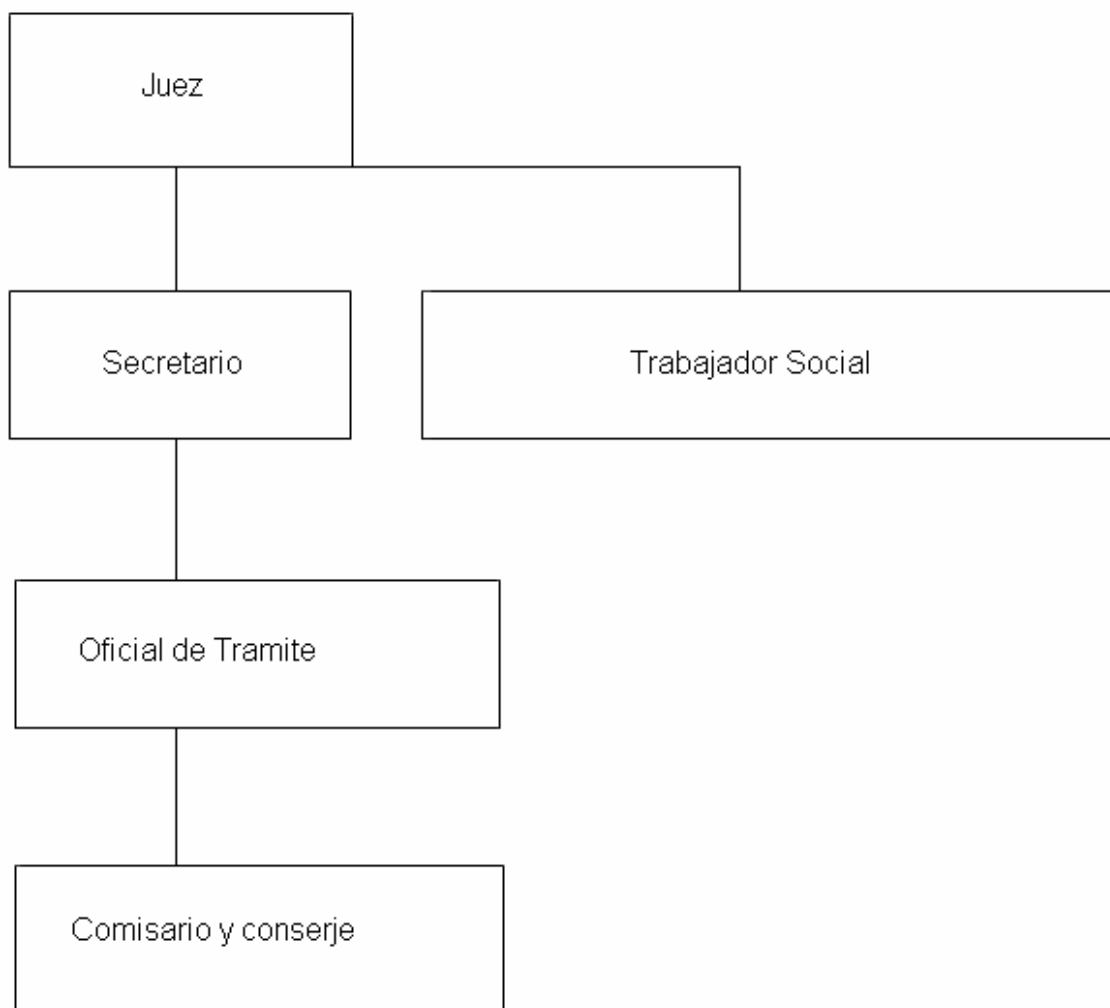 Juez
Secretario
Trabajador Social
Oficial de Tramite
Comisario y conserje